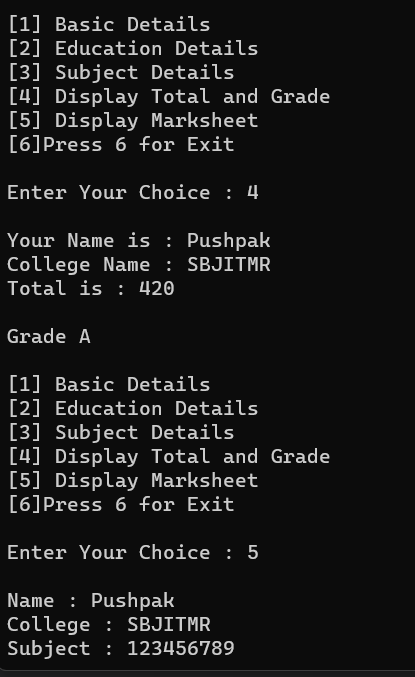 [1] Basic Details
[2] Education Details
[3] Subject Details
[4] Display Total and Grade
[5] Display Marksheet
[6]Press 6 for Exit
Enter Your Choice : 4
Your Name is : Pushpak
College Name : SBJITMR
Total is : 420
Grade A
[1] Basic Details
[2] Education Details
[3] Subject Details
[4] Display Total and Grade
[5] Display Marksheet
[6]Press 6 for Exit
Enter Your Choice : 5
Name : Pushpak
College : SBJITMR
Subject : 123456789